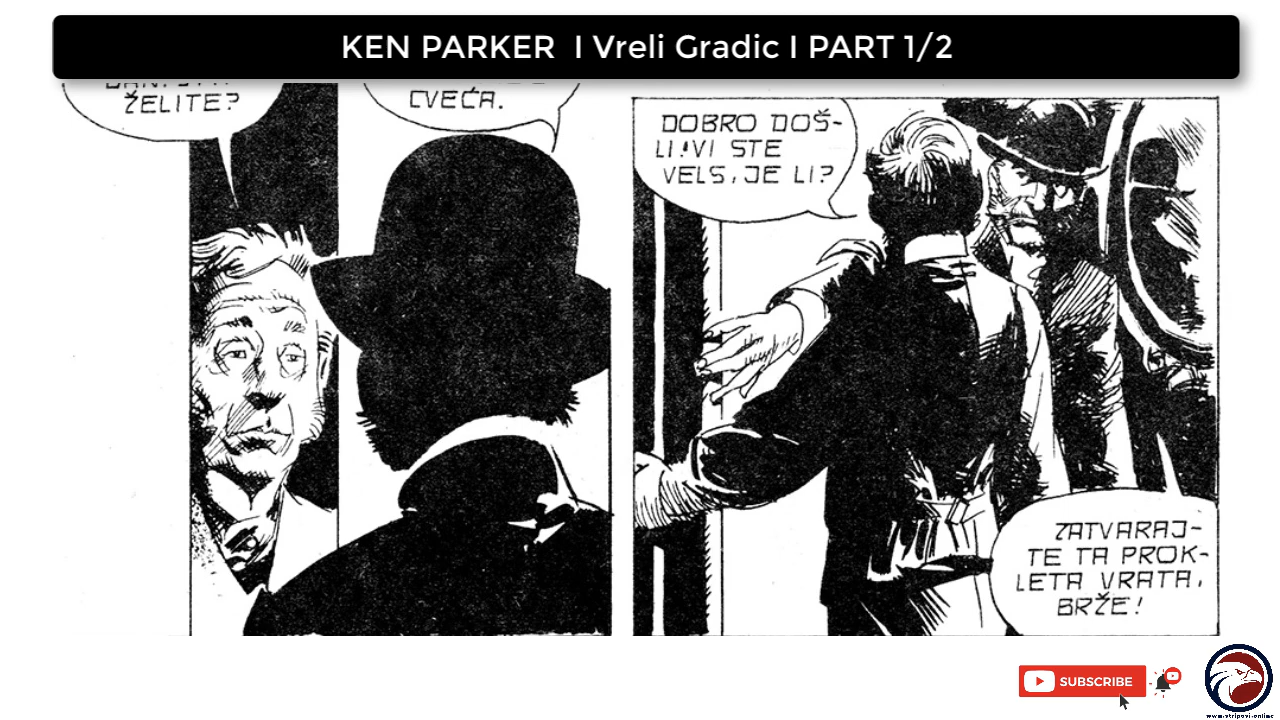 KEN PARKER I Vreli Gradic I PART 1/2
ŽELITE?
CVEĆA.
DOBRO DOŠ-
LI! VI STE
VELS, JE LI?
ZATVARAJ-
TE TA PROK-
LETA VRATA,
BRŽE!
SUBSCRIBE